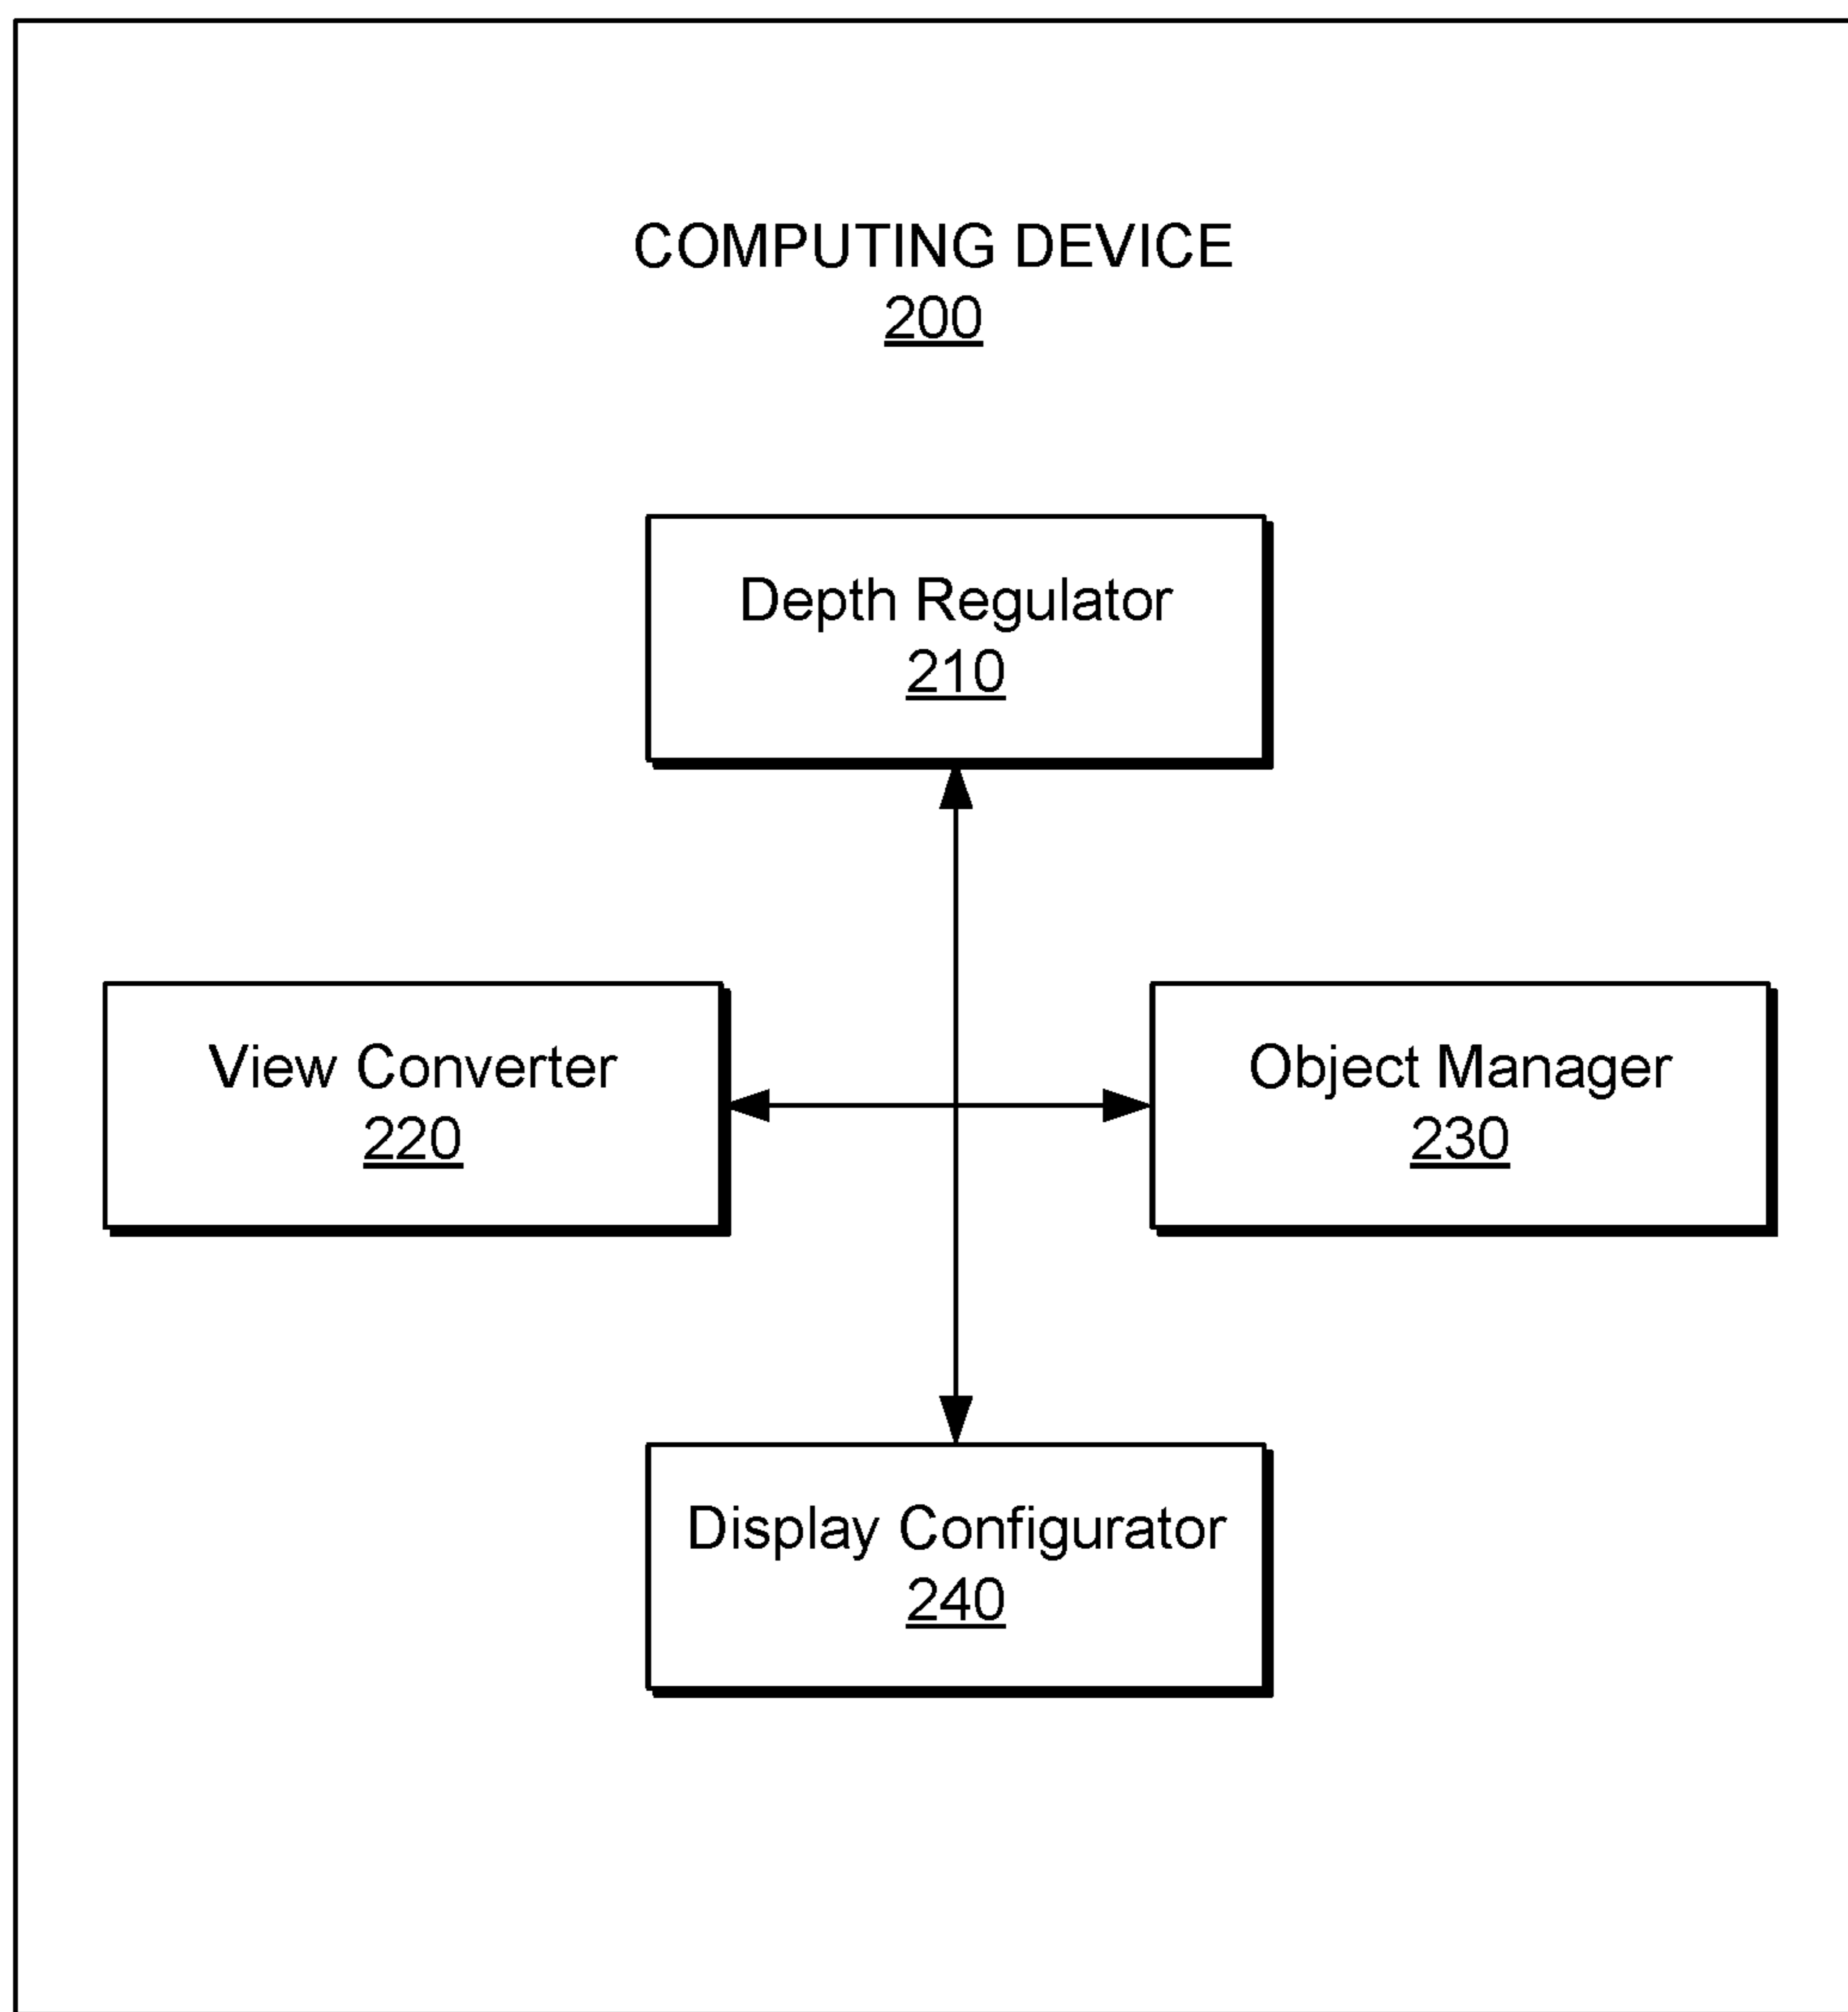 COMPUTING DEVICE
200
Depth Regulator
210
View Converter
220
Object Manager
230
Display Configurator
240